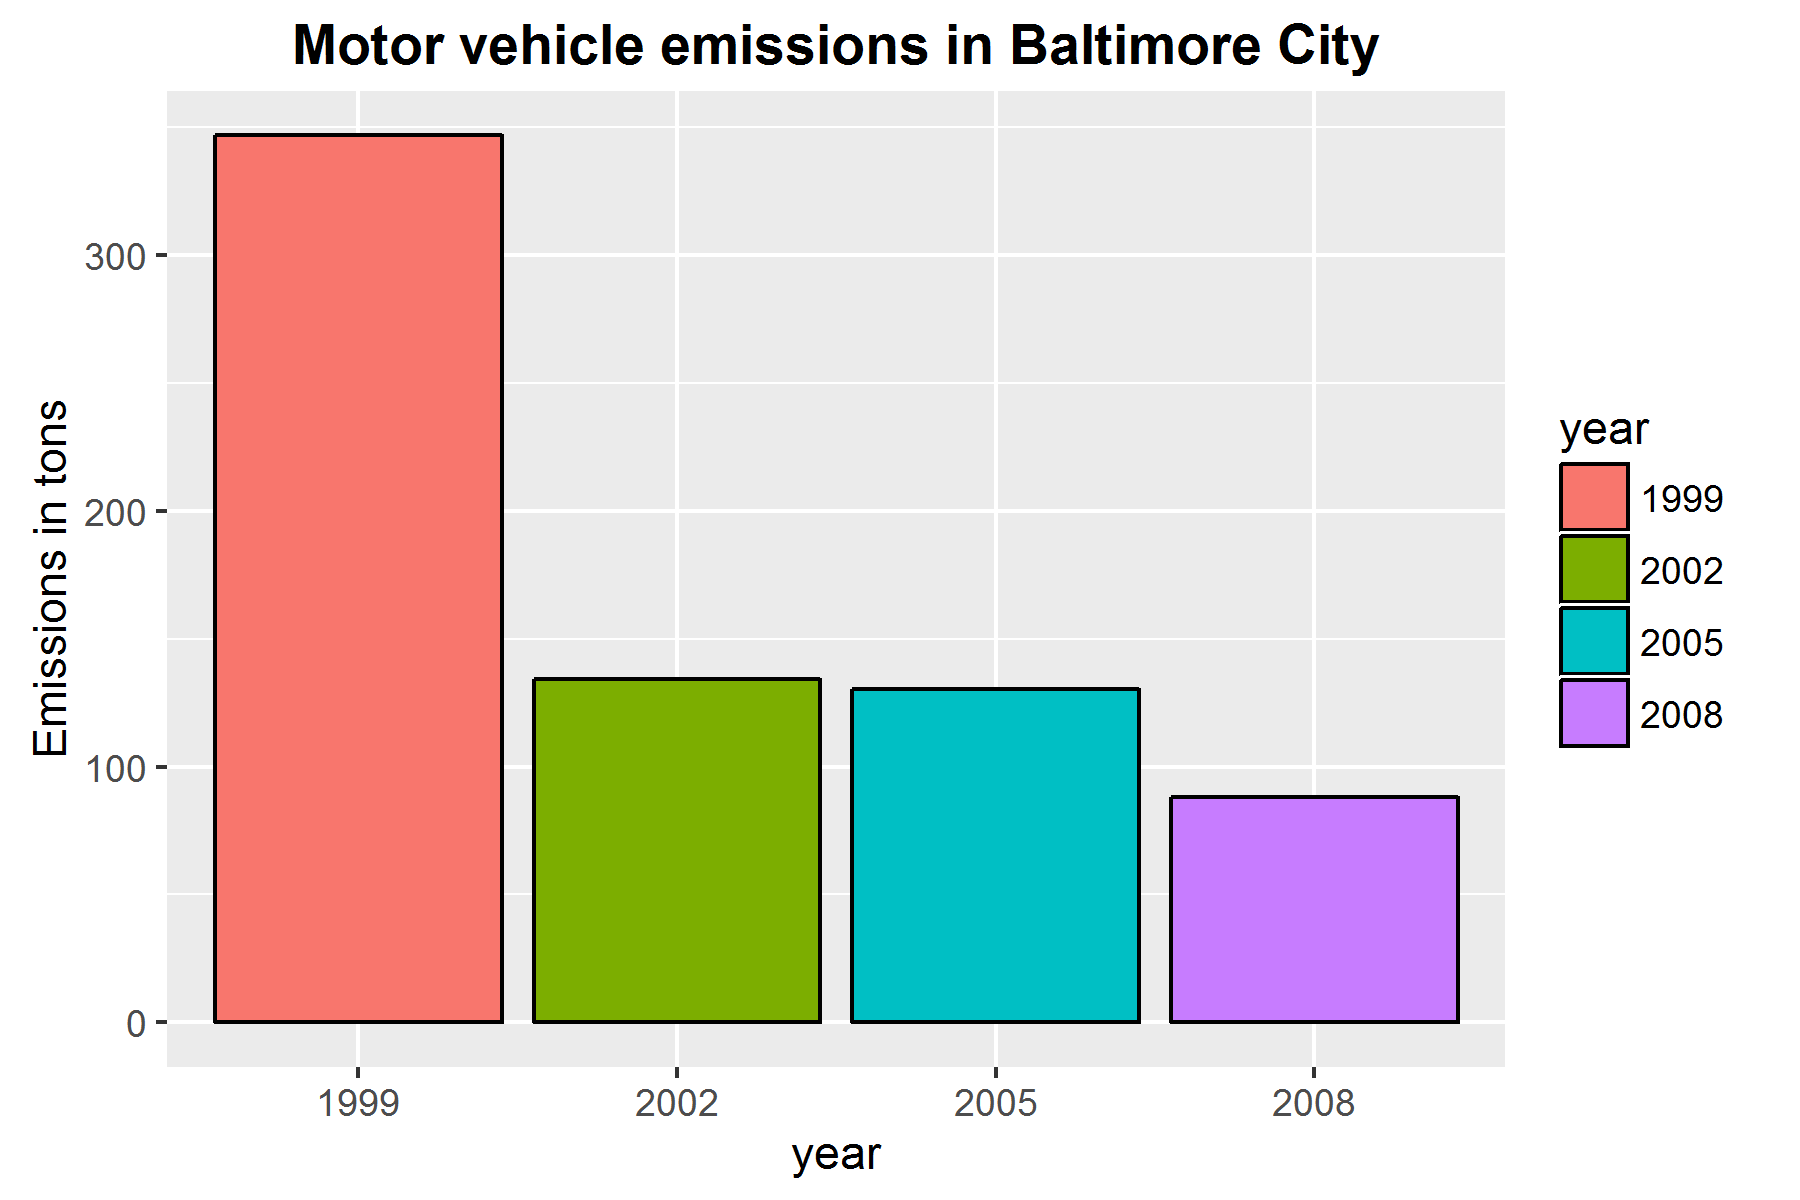 Motor vehicle emissions in Baltimore City
Emissions in tons
300
200
100
0
1999 2002 2005 2008
year
year
1999
2002
2005
2008